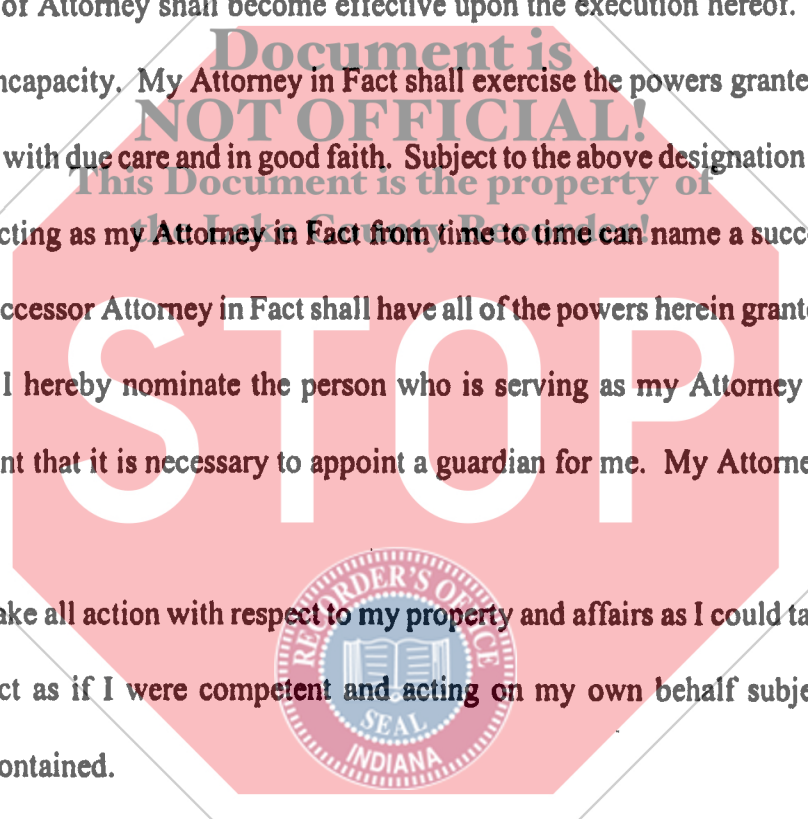 of Attorney shall become effective upon the execution hereof.
Document is
ncapacity. My Attorney in Fact shall exercise the powers grante
NOT OFFICIAL!
with due care and in good faith. Subject to the above designation
This Document is the property of
the Lake County Recorder!
cting as my Attorney in Fact from time to time can name a succ
ccessor Attorney in Fact shall have all of the powers herein grant
STOP
I hereby nominate the person who is serving as my Attorney
nt that it is necessary to appoint a guardian for me. My Attorne
RECORDER'S OFFICE
ake all action with respect to my property and affairs as I could ta
ct as if I were competent and acting on my own behalf subje
SEAL
INDIANA
ontained.